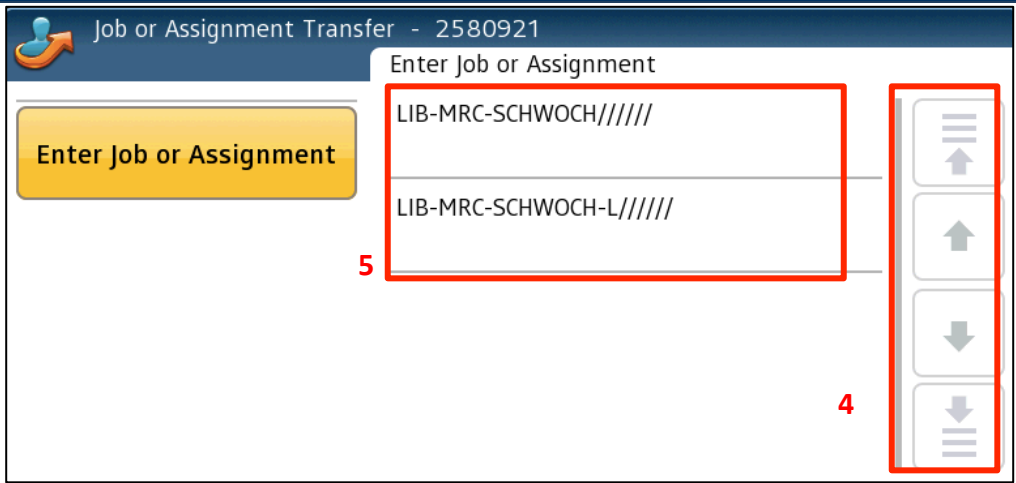 Job or Assignment Transfer - 2580921
Enter Job or Assignment
LIB-MRC-SCHWOCH//////
Enter Job or Assignment
LIB-MRC-SCHWOCH-L//////
5
4